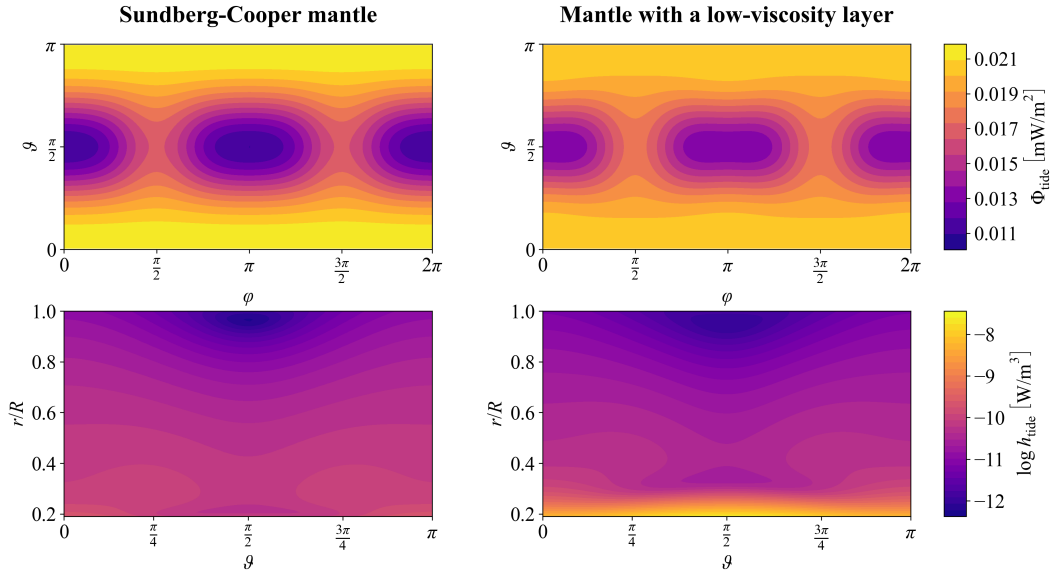 Sundberg-Cooper mantle
Mantle with a low-viscosity layer
π
π/2
0
ϑ
0
π/2
π
3π/2
2π
φ
π
π/2
0
ϑ
0
π/2
π
3π/2
2π
φ
0.021
0.019
0.017
0.015
0.013
0.011
Φtide [mW/m²]
1.0
0.8
0.6
0.4
0.2
r/R
0
π/4
π/2
3π/4
π
ϑ
1.0
0.8
0.6
0.4
0.2
r/R
0
π/4
π/2
3π/4
π
ϑ
−8
−9
−10
−11
−12
log htide [W/m³]